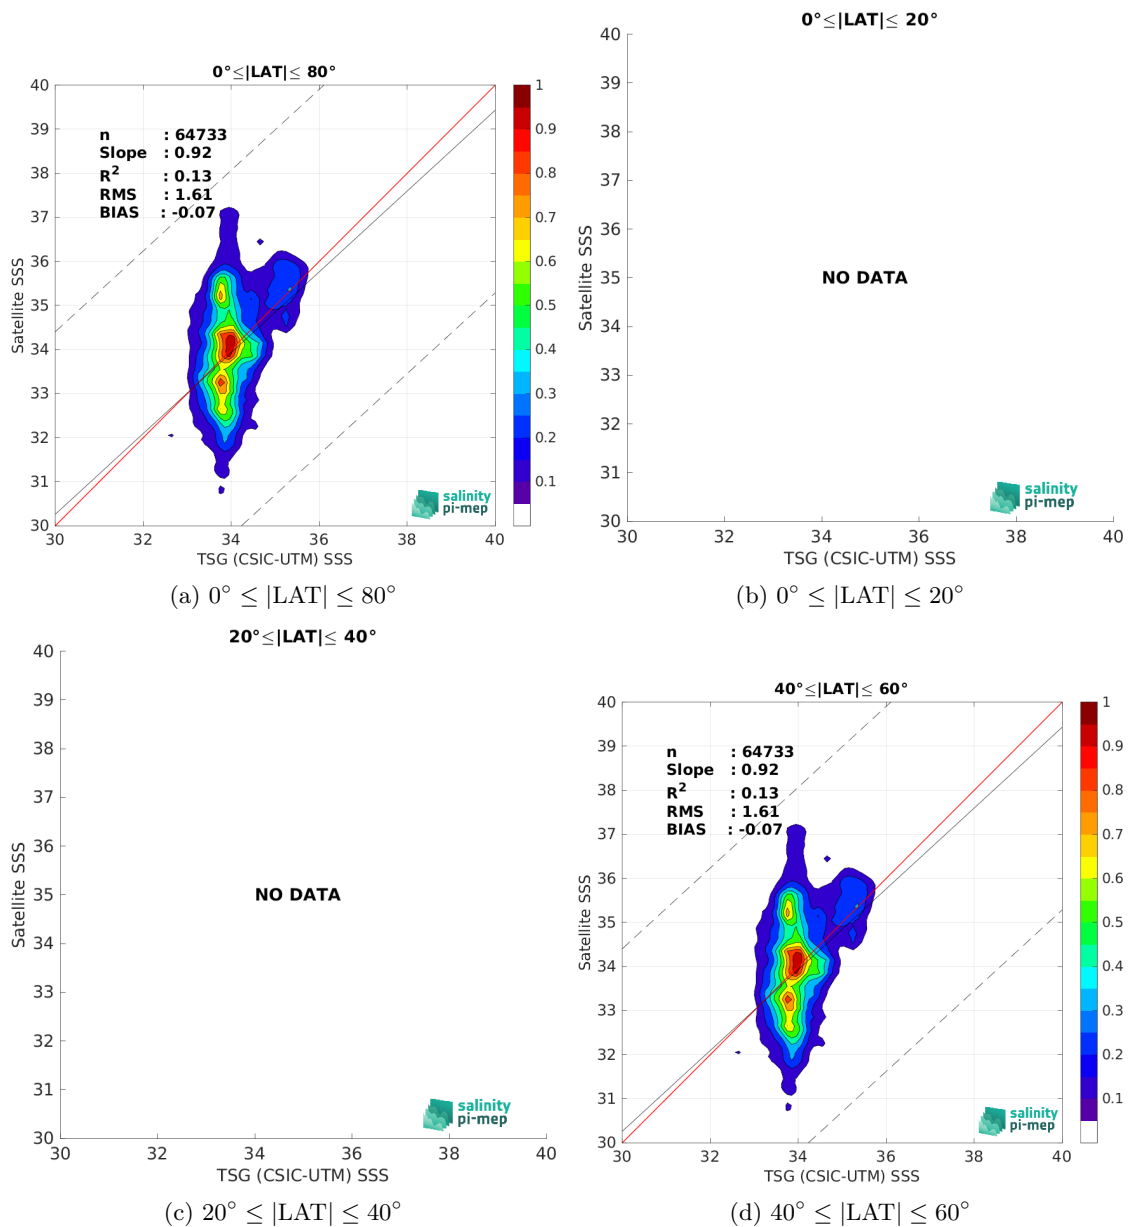 0°≤|LAT|≤ 80°
40
39
38
37
36
35
34
33
32
31
30
Satellite SSS
n : 64733
Slope : 0.92
R² : 0.13
RMS : 1.61
BIAS : -0.07
1
0.9
0.8
0.7
0.6
0.5
0.4
0.3
0.2
0.1
salinity
pi-mep
30 32 34 36 38 40
TSG (CSIC-UTM) SSS
(a) 0° ≤ |LAT| ≤ 80°
0°≤|LAT|≤ 20°
40
39
38
37
36
35
34
33
32
31
30
Satellite SSS
NO DATA
salinity
pi-mep
30 32 34 36 38 40
TSG (CSIC-UTM) SSS
(b) 0° ≤ |LAT| ≤ 20°
20°≤|LAT|≤ 40°
40
39
38
37
36
35
34
33
32
31
30
Satellite SSS
NO DATA
salinity
pi-mep
30 32 34 36 38 40
TSG (CSIC-UTM) SSS
(c) 20° ≤ |LAT| ≤ 40°
40°≤|LAT|≤ 60°
40
39
38
37
36
35
34
33
32
31
30
Satellite SSS
n : 64733
Slope : 0.92
R² : 0.13
RMS : 1.61
BIAS : -0.07
1
0.9
0.8
0.7
0.6
0.5
0.4
0.3
0.2
0.1
salinity
pi-mep
30 32 34 36 38 40
TSG (CSIC-UTM) SSS
(d) 40° ≤ |LAT| ≤ 60°